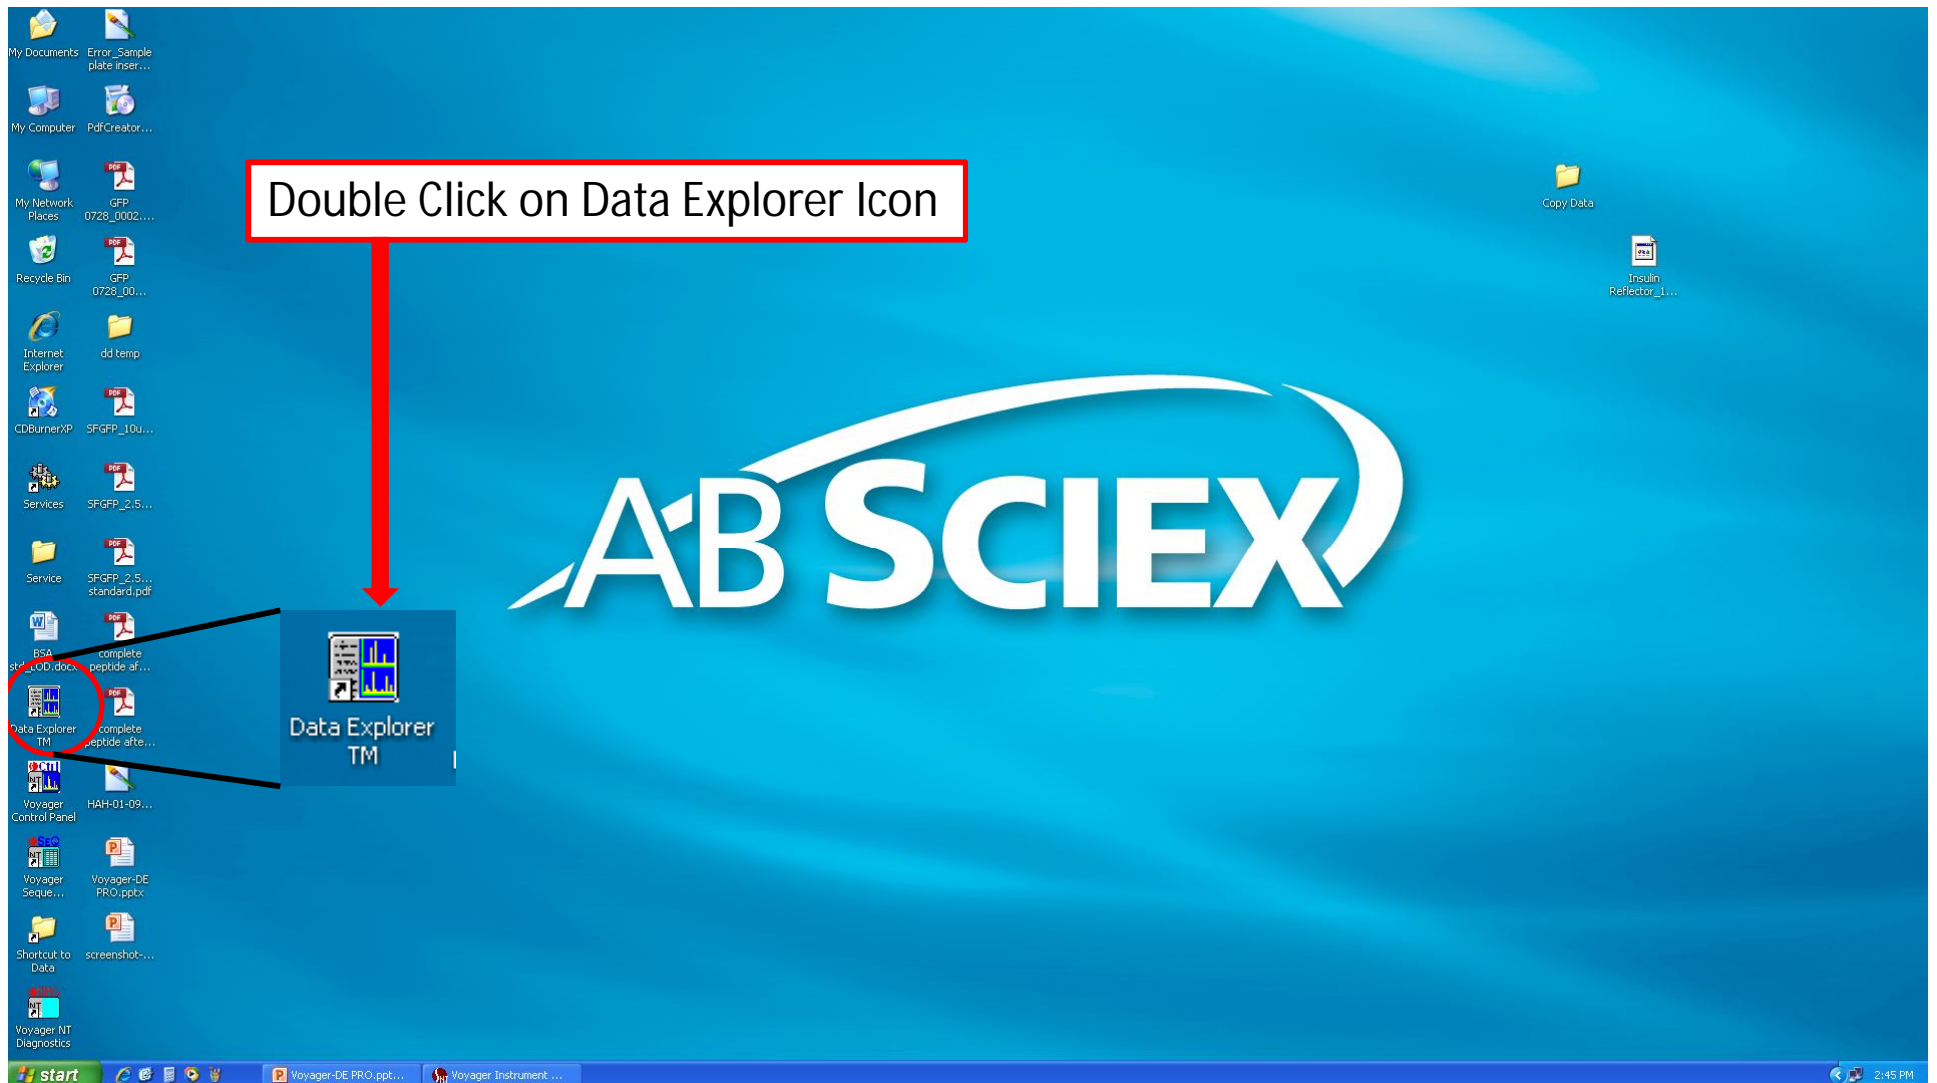 My Documents
Error_Sample
plate inser...
My Computer
PdfCreator...
My Network
Places
GFP
0728_0002....
Recycle Bin
GFP
0728_00...
Internet
Explorer
dd temp
CDBurnerXP
SFGFP_10u...
Services
SFGFP_2.5...
Service
SFGFP_2.5...
standard.pdf
BSA
std_LOD.docx
complete
peptide af...
Data Explorer
TM
complete
peptide afte...
Voyager
Control Panel
HAH-01-09...
Voyager
Seque...
Voyager-DE
PRO.pptx
Shortcut to
Data
screenshot-...
Voyager NT
Diagnostics
Double Click on Data Explorer Icon
Data Explorer
TM
AB SCIEX
Copy Data
Insulin
Reflector_1...
start
Voyager-DE PRO.ppt...
Voyager Instrument ...
2:45 PM